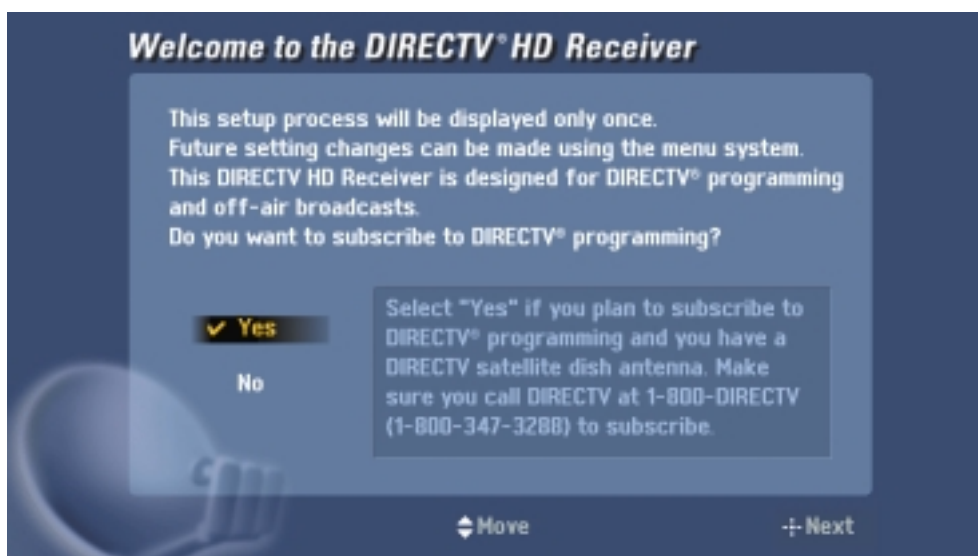 Welcome to the DIRECTV® HD Receiver
This setup process will be displayed only once.
Future setting changes can be made using the menu system.
This DIRECTV HD Receiver is designed for DIRECTV® programming
and off-air broadcasts.
Do you want to subscribe to DIRECTV® programming?
Yes
No
Select "Yes" if you plan to subscribe to
DIRECTV® programming and you have a
DIRECTV satellite dish antenna. Make
sure you call DIRECTV at 1-800-DIRECTV
(1-800-347-3288) to subscribe.
Move
Next